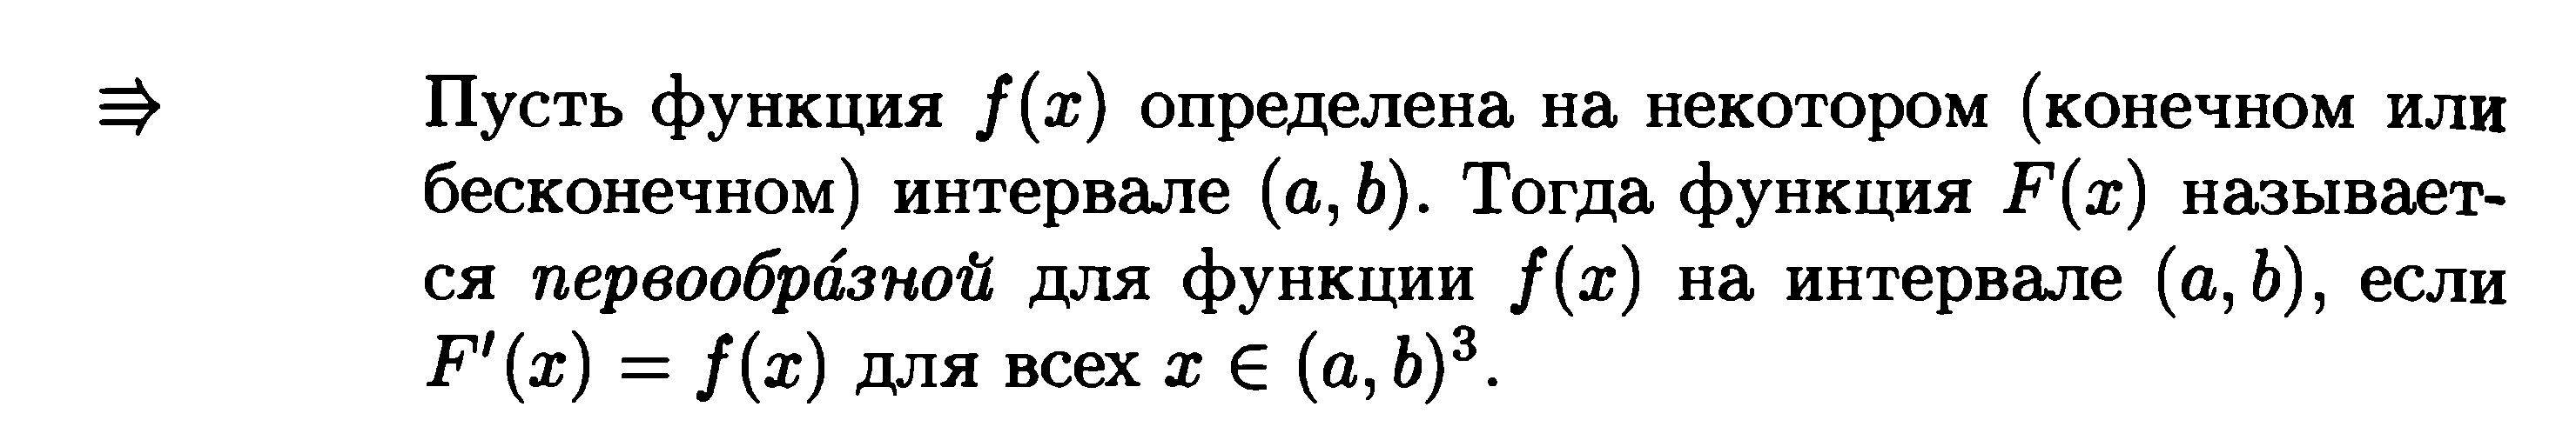 ⇛ Пусть функция f(x) определена на некотором (конечном или
бесконечном) интервале (a, b). Тогда функция F(x) называет-
ся первообра́зной для функции f(x) на интервале (a, b), если
F′(x) = f(x) для всех x ∈ (a, b)³.